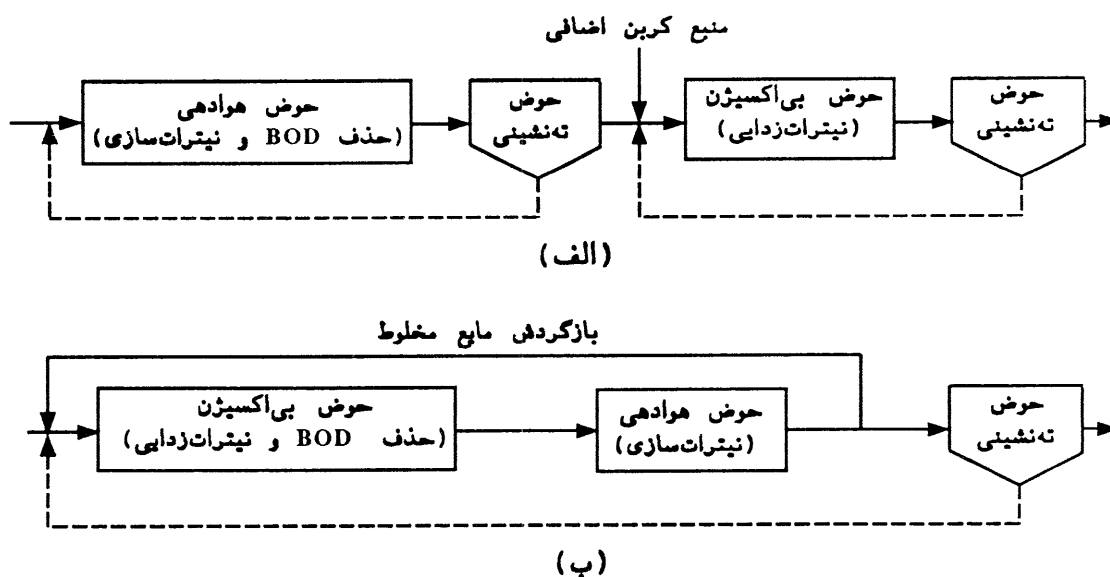 منبع کربن اضافی
حوض هوادهی
(حذف BOD و نیترات‌سازی)
حوض
ته‌نشینی
حوض بی‌اکسیژن
(نیترات‌زدایی)
حوض
ته‌نشینی
(الف)
بازگردش مایع مخلوط
حوض بی‌اکسیژن
(حذف BOD و نیترات‌زدایی)
حوض هوادهی
(نیترات‌سازی)
حوض
ته‌نشینی
(پ)